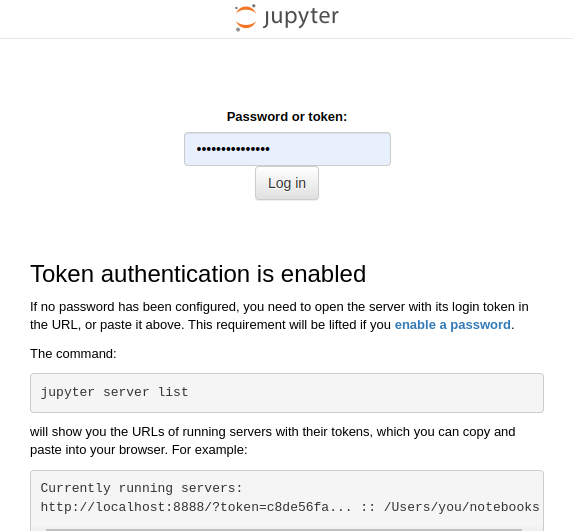 jupyter
Password or token:
•••••••••••••••
Log in
Token authentication is enabled
If no password has been configured, you need to open the server with its login token in
the URL, or paste it above. This requirement will be lifted if you enable a password.
The command:
jupyter server list
will show you the URLs of running servers with their tokens, which you can copy and
paste into your browser. For example:
Currently running servers:
http://localhost:8888/?token=c8de56fa... :: /Users/you/notebooks